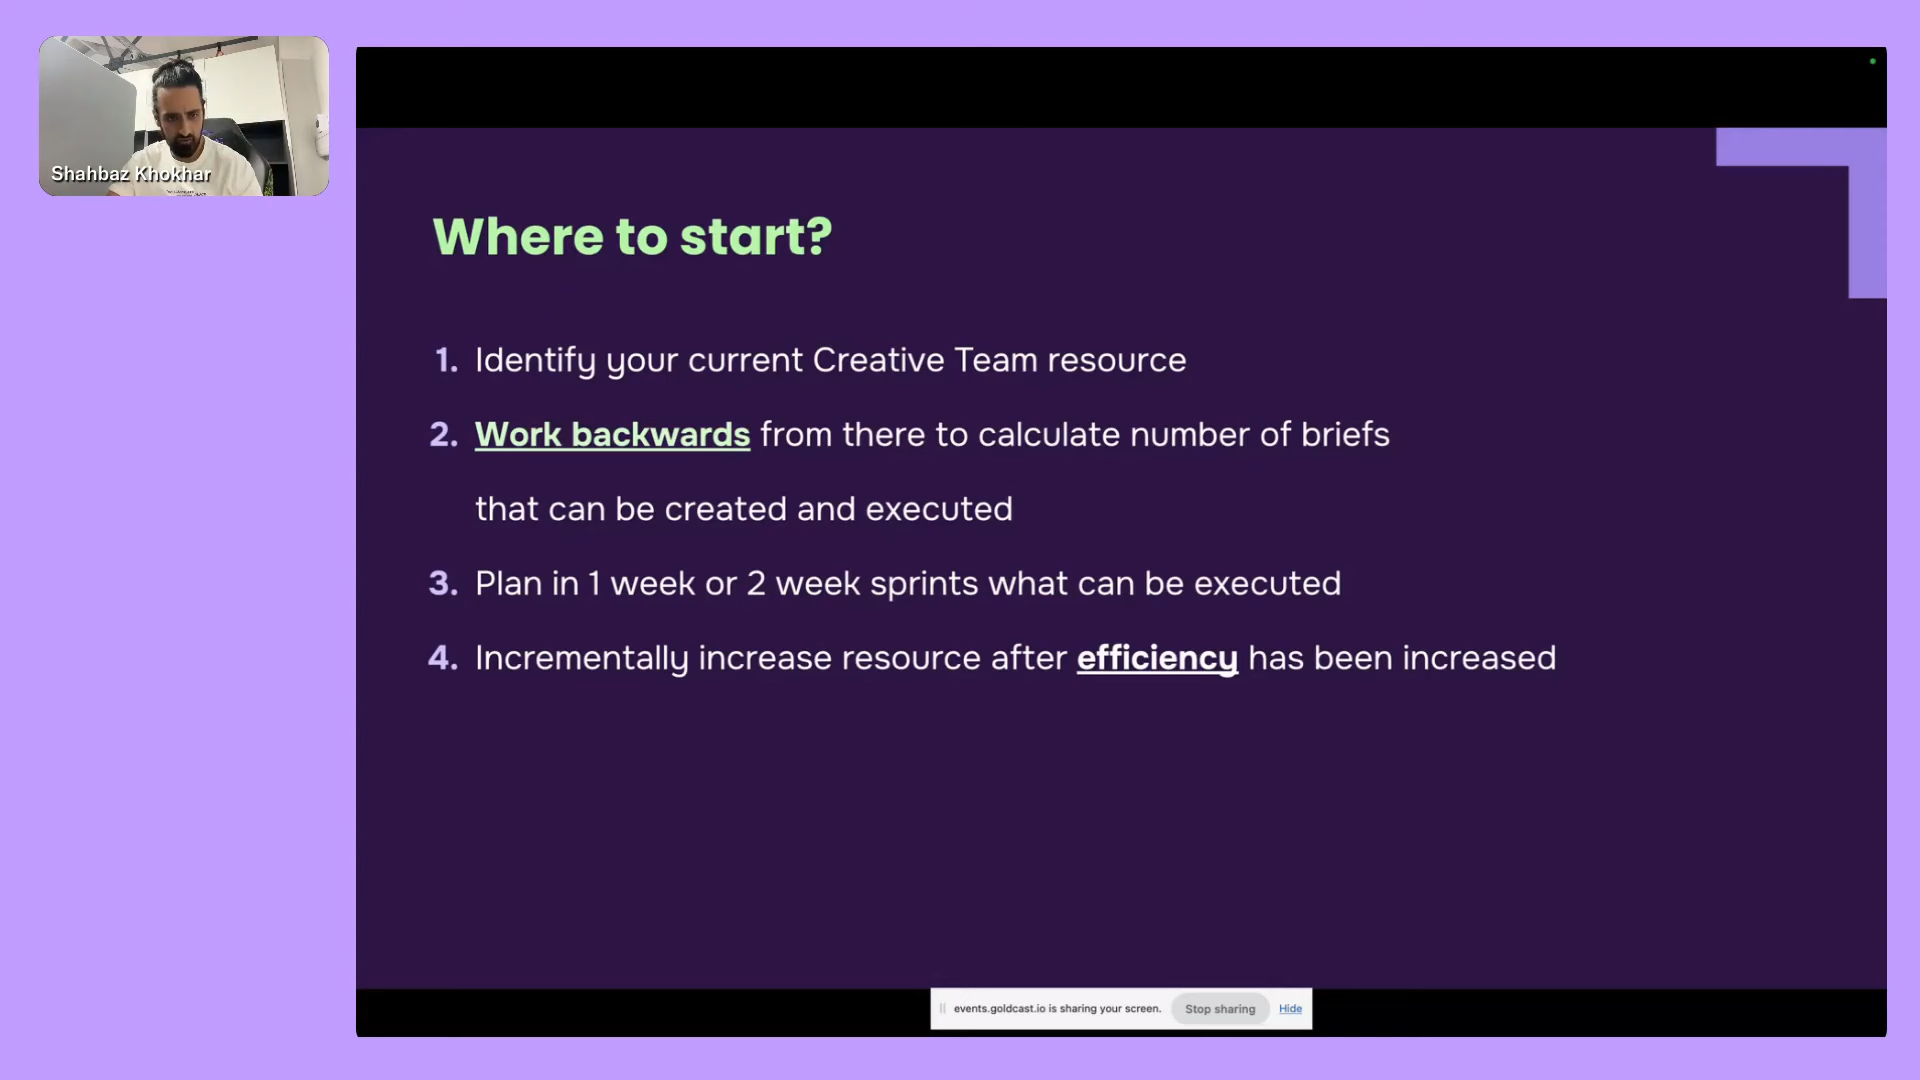 Shahbaz Khokhar
Where to start?
1. Identify your current Creative Team resource
2. Work backwards from there to calculate number of briefs
that can be created and executed
3. Plan in 1 week or 2 week sprints what can be executed
4. Incrementally increase resource after efficiency has been increased
events.goldcast.io is sharing your screen. Stop sharing Hide